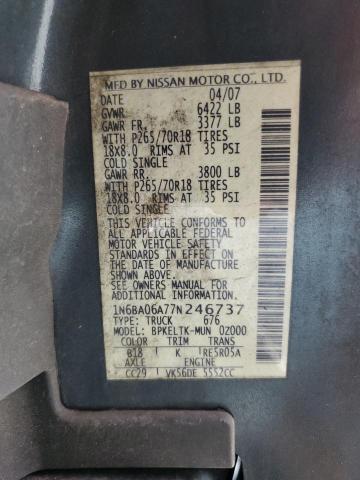 MFD BY NISSAN MOTOR CO., LTD.
DATE 04/07
GVWR 6422 LB
GAWR FR. 3377 LB
WITH P265/70R18 TIRES
18X8.0 RIMS AT 35 PSI
COLD SINGLE
GAWR RR. 3800 LB
WITH P265/70R18 TIRES
18X8.0 RIMS AT 35 PSI
COLD SINGLE
THIS VEHICLE CONFORMS TO
ALL APPLICABLE FEDERAL
MOTOR VEHICLE SAFETY
STANDARDS IN EFFECT ON
THE DATE OF MANUFACTURE
SHOWN ABOVE.
SEE OWNERS MANUAL FOR
ADDITIONAL INFORMATION
1N6BA06A77N246737
TYPE: TRUCK 676
MODEL: BPKELTK-MUN 02000
COLOR TRIM TRANS
B18 K RE5R05A
AXLE ENGINE
CC29 VK56DE 5552CC